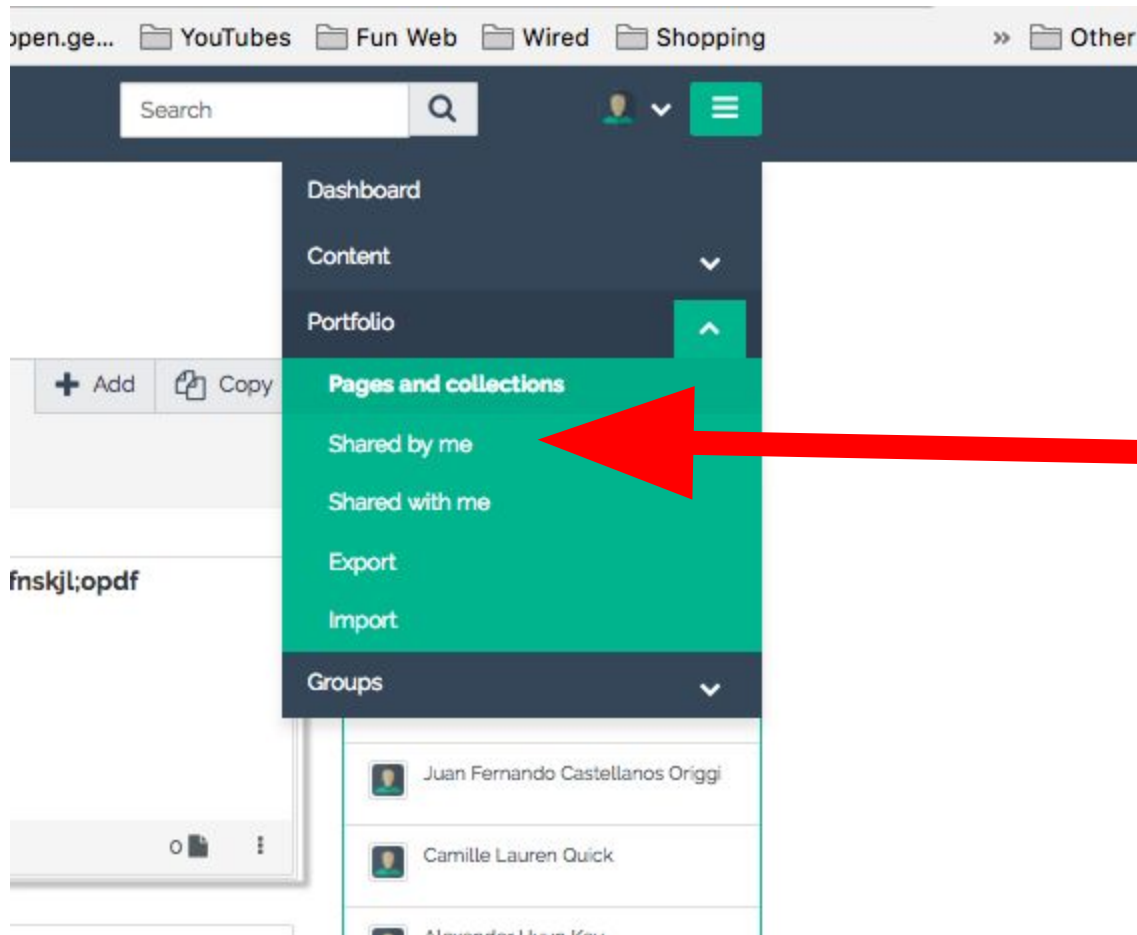 open.ge... YouTubes Fun Web Wired Shopping » Other
Search
Dashboard
Content
Portfolio
Add Copy
Pages and collections
Shared by me
Shared with me
Export
fnskjl;opdf
Import
Groups
Juan Fernando Castellanos Origgi
0
Camille Lauren Quick